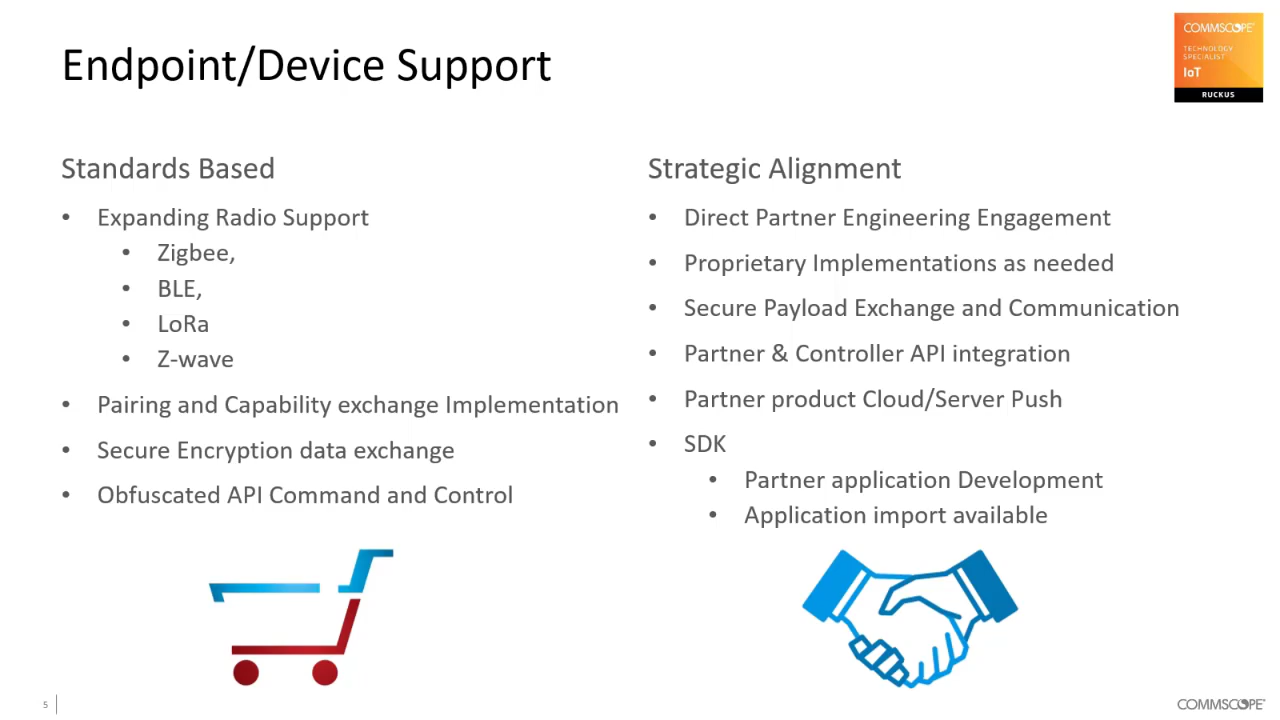 Endpoint/Device Support
COMMSCOPE
TECHNOLOGY
SPECIALIST
IoT
RUCKUS
Standards Based
• Expanding Radio Support
• Zigbee,
• BLE,
• LoRa
• Z-wave
• Pairing and Capability exchange Implementation
• Secure Encryption data exchange
• Obfuscated API Command and Control
Strategic Alignment
• Direct Partner Engineering Engagement
• Proprietary Implementations as needed
• Secure Payload Exchange and Communication
• Partner & Controller API integration
• Partner product Cloud/Server Push
• SDK
• Partner application Development
• Application import available
5
COMMSCOPE